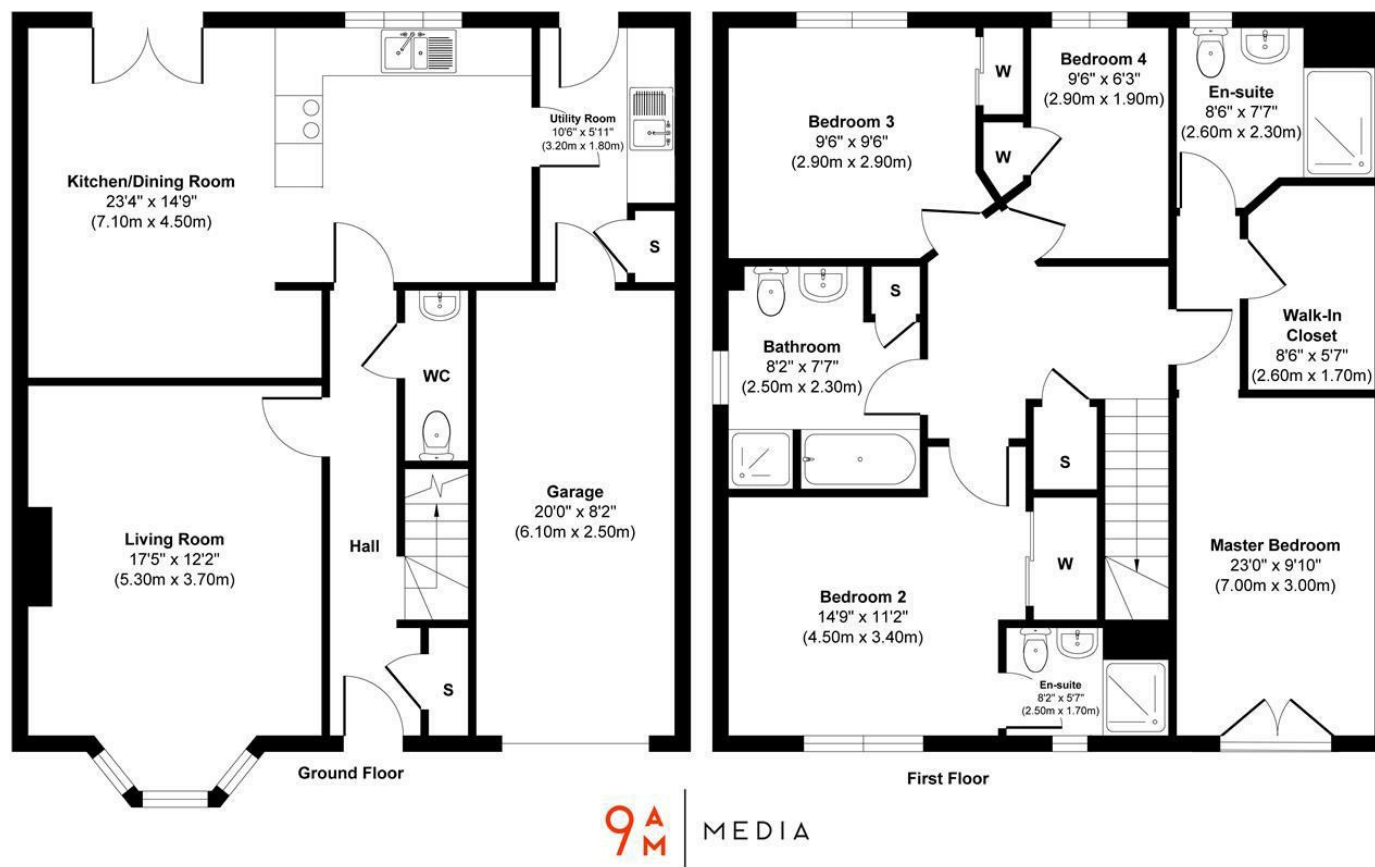 Kitchen/Dining Room
23'4" x 14'9"
(7.10m x 4.50m)
Utility Room
10'6" x 5'11"
(3.20m x 1.80m)
S
WC
Living Room
17'5" x 12'2"
(5.30m x 3.70m)
Hall
Garage
20'0" x 8'2"
(6.10m x 2.50m)
S
Ground Floor
Bedroom 3
9'6" x 9'6"
(2.90m x 2.90m)
W
W
Bedroom 4
9'6" x 6'3"
(2.90m x 1.90m)
En-suite
8'6" x 7'7"
(2.60m x 2.30m)
Bathroom
8'2" x 7'7"
(2.50m x 2.30m)
S
Walk-In
Closet
8'6" x 5'7"
(2.60m x 1.70m)
S
W
Bedroom 2
14'9" x 11'2"
(4.50m x 3.40m)
Master Bedroom
23'0" x 9'10"
(7.00m x 3.00m)
En-suite
8'2" x 5'7"
(2.50m x 1.70m)
First Floor
9AM MEDIA